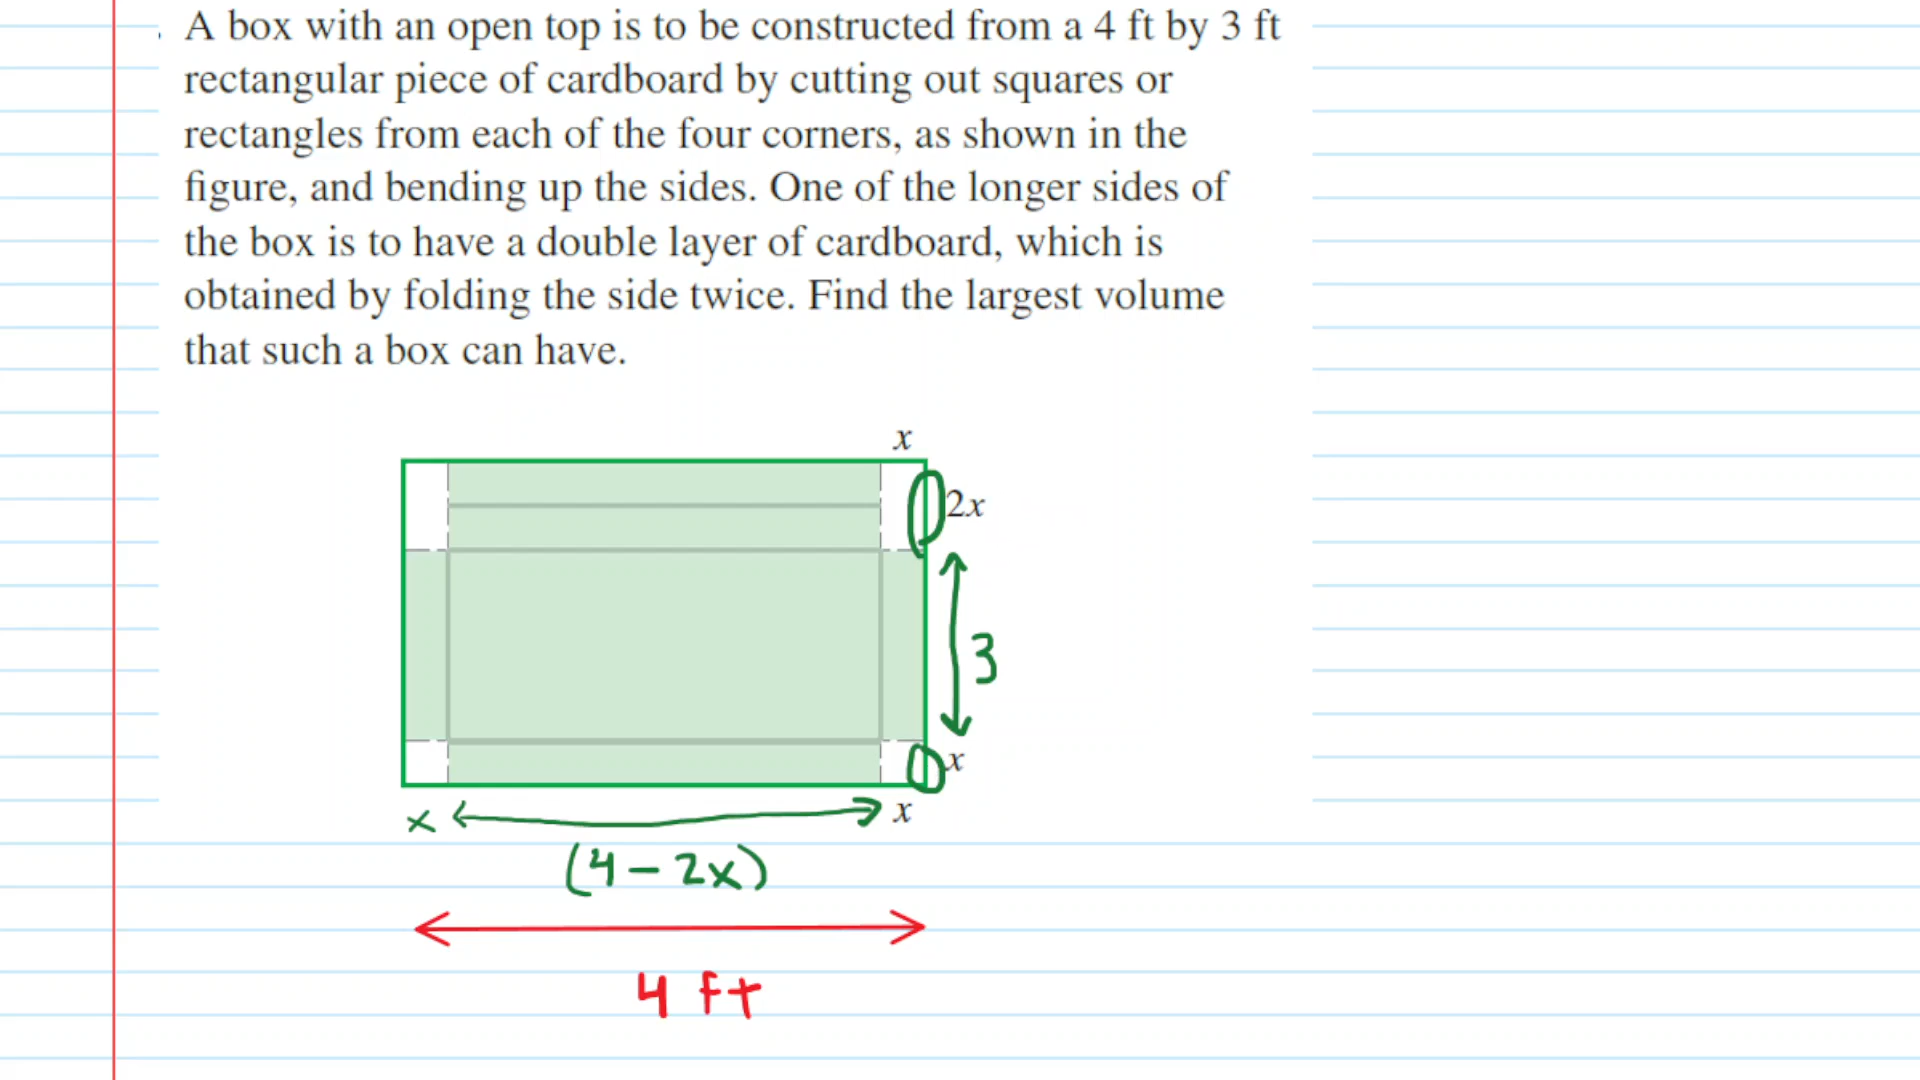 A box with an open top is to be constructed from a 4 ft by 3 ft
rectangular piece of cardboard by cutting out squares or
rectangles from each of the four corners, as shown in the
figure, and bending up the sides. One of the longer sides of
the box is to have a double layer of cardboard, which is
obtained by folding the side twice. Find the largest volume
that such a box can have.
x
2x
3
x
x
x
(4-2x)
4 ft